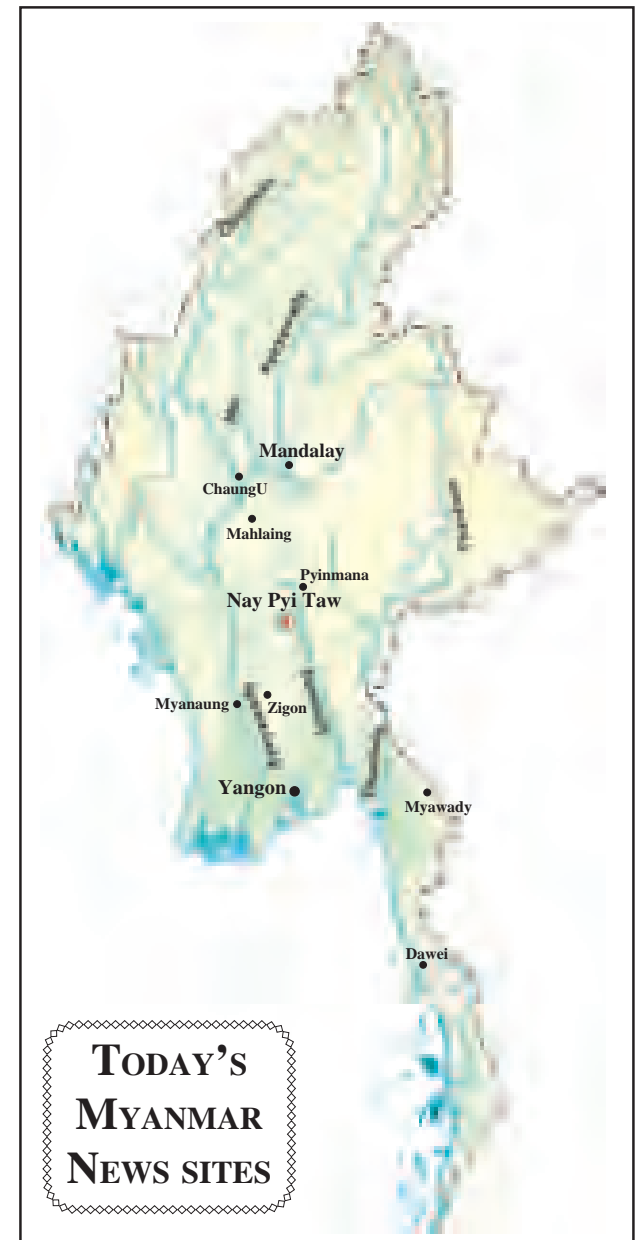 Mandalay
ChaungU
Mahlaing
Pyinmana
Nay Pyi Taw
Myanaung
Zigon
Yangon
Myawady
Dawei
TODAY'S
MYANMAR
NEWS SITES